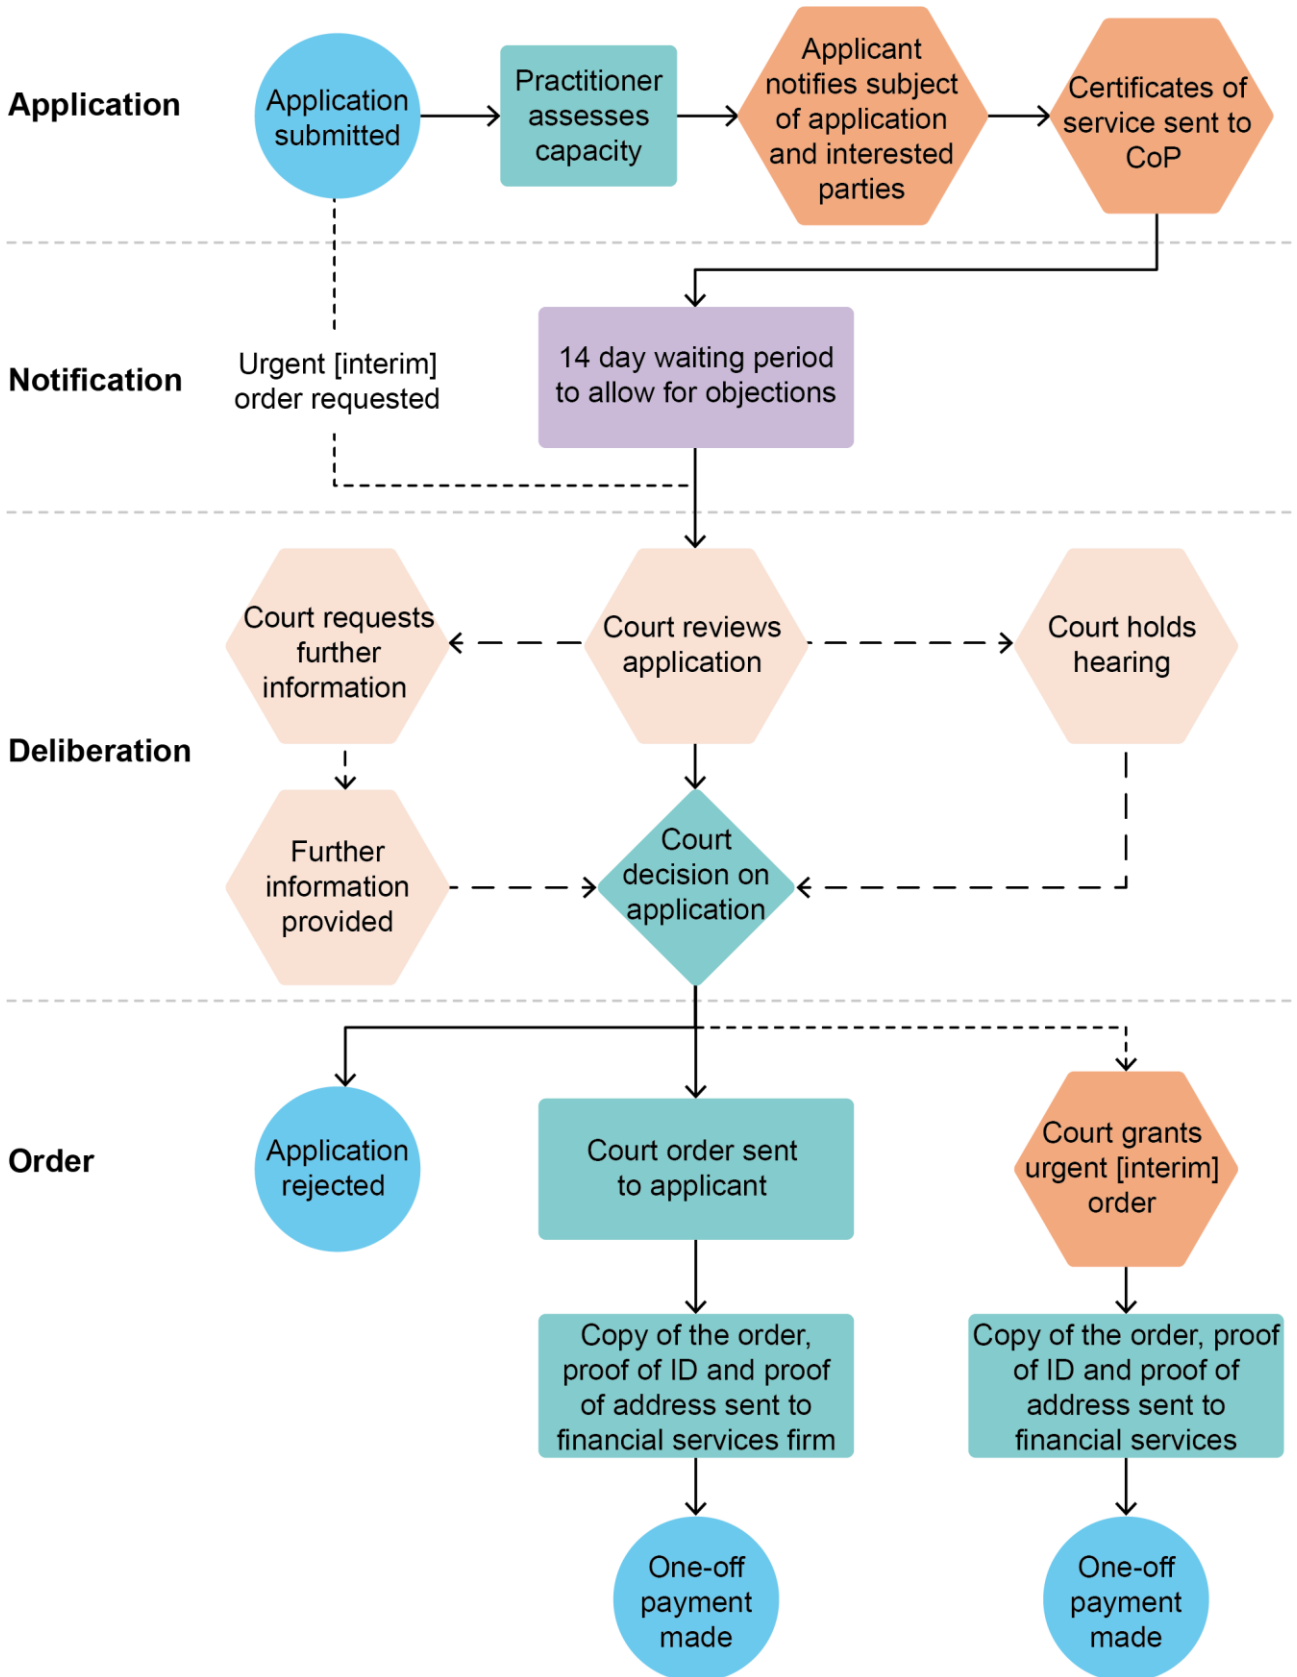 Application
Application
submitted
Practitioner
assesses
capacity
Applicant
notifies subject
of application
and interested
parties
Certificates of
service sent to
CoP
Notification
Urgent [interim]
order requested
14 day waiting period
to allow for objections
Deliberation
Court requests
further
information
Court reviews
application
Court holds
hearing
Further
information
provided
Court
decision on
application
Order
Application
rejected
Court order sent
to applicant
Court grants
urgent [interim]
order
Copy of the order,
proof of ID and proof
of address sent to
financial services firm
Copy of the order, proof
of ID and proof of
address sent to
financial services
One-off
payment
made
One-off
payment
made